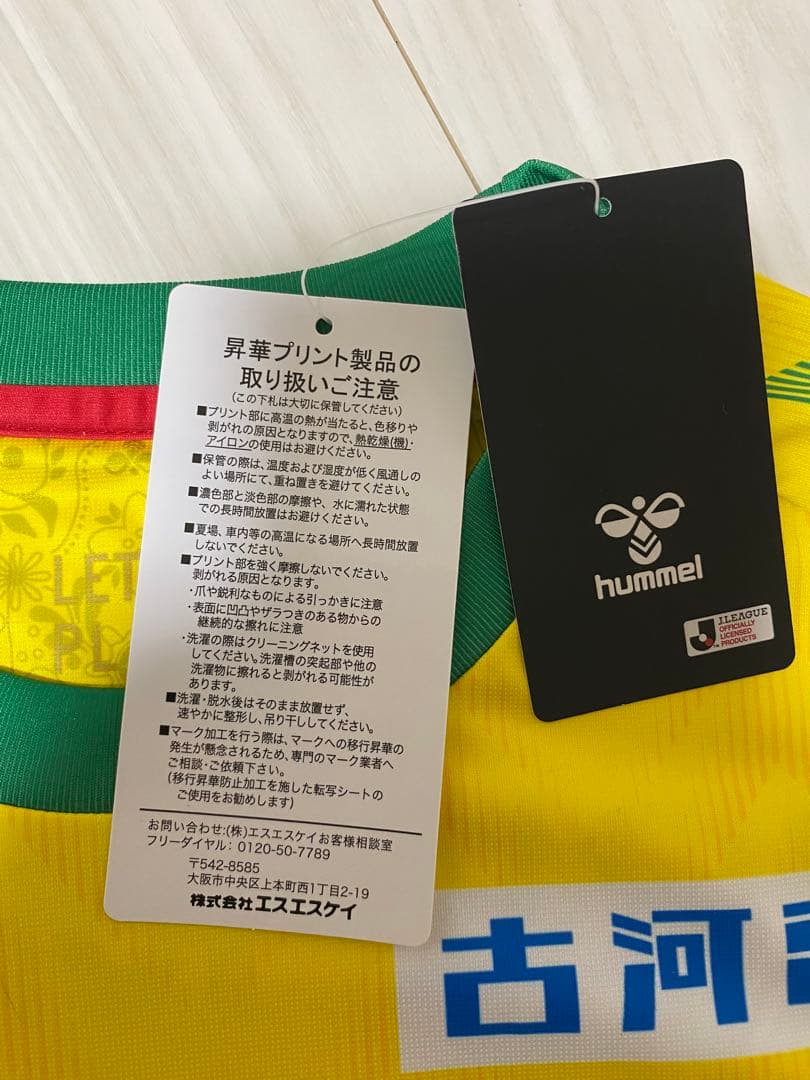 昇華プリント製品の
取り扱いご注意
(この下札は大切に保管してください)
■プリント部に高温の熱が当たると、色移りや
剥がれの原因となりますので、熱乾燥(機)・
アイロンの使用はお避けください。
■保管の際は、温度および湿度が低く風通しの
よい場所にて、重ね置きを避けてください。
■濃色部と淡色部の摩擦や、水に濡れた状態
での長時間放置はお避けください。
■夏場、車内等の高温になる場所へ長時間放置
しないでください。
■プリント部を強く摩擦しないでください。
剥がれる原因となります。
・爪や鋭利なものによる引っかきに注意
・表面に凹凸やザラつきのある物からの
継続的な擦れに注意
・洗濯の際はクリーニングネットを使用
してください。洗濯槽の突起部や他の
洗濯物に擦れると剥がれる可能性が
あります。
■洗濯・脱水後はそのまま放置せず、
速やかに整形し、吊り干ししてください。
■マーク加工を行う際は、マークへの移行昇華の
発生が懸念されるため、専門のマーク業者へ
ご相談・ご依頼下さい。
(移行昇華防止加工を施した転写シートの
ご使用をお勧めします)
お問い合わせ:(株)エスエスケイお客様相談室
フリーダイヤル: 0120-50-7789
〒542-8585
大阪市中央区上本町西1丁目2-19
株式会社エスエスケイ
hummel
J.LEAGUE
OFFICIALLY
LICENSED
PRODUCTS
TM
LET
PL
古河